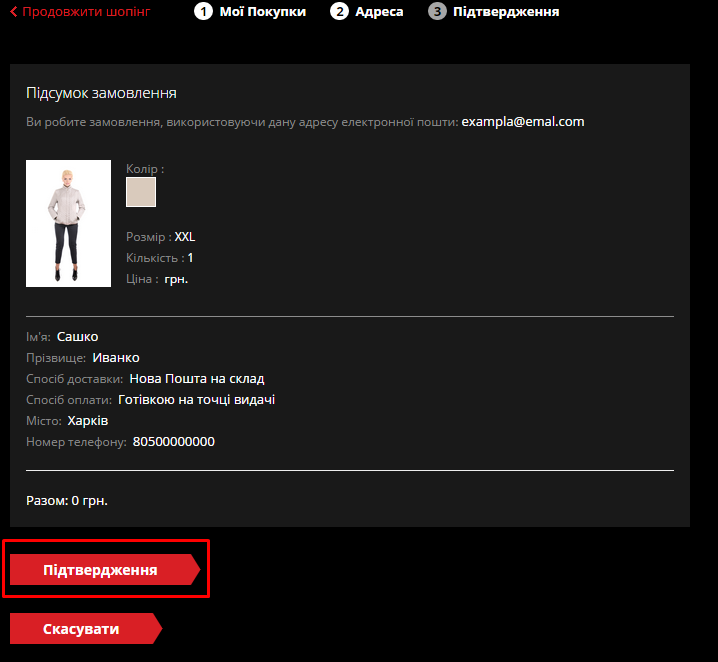 Продовжити шопінг
1 Мої Покупки 2 Адреса 3 Підтвердження
Підсумок замовлення
Ви робите замовлення, використовуючи дану адресу електронної пошти: exampla@emal.com
Колір :
Розмір : XXL
Кількість : 1
Ціна : грн.
Ім'я: Сашко
Прізвище: Иванко
Спосіб доставки: Нова Пошта на склад
Спосіб оплати: Готівкою на точці видачі
Місто: Харків
Номер телефону: 80500000000
Разом: 0 грн.
Підтвердження
Скасувати